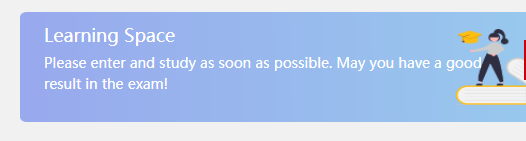 Learning Space
Please enter and study as soon as possible. May you have a good
result in the exam!